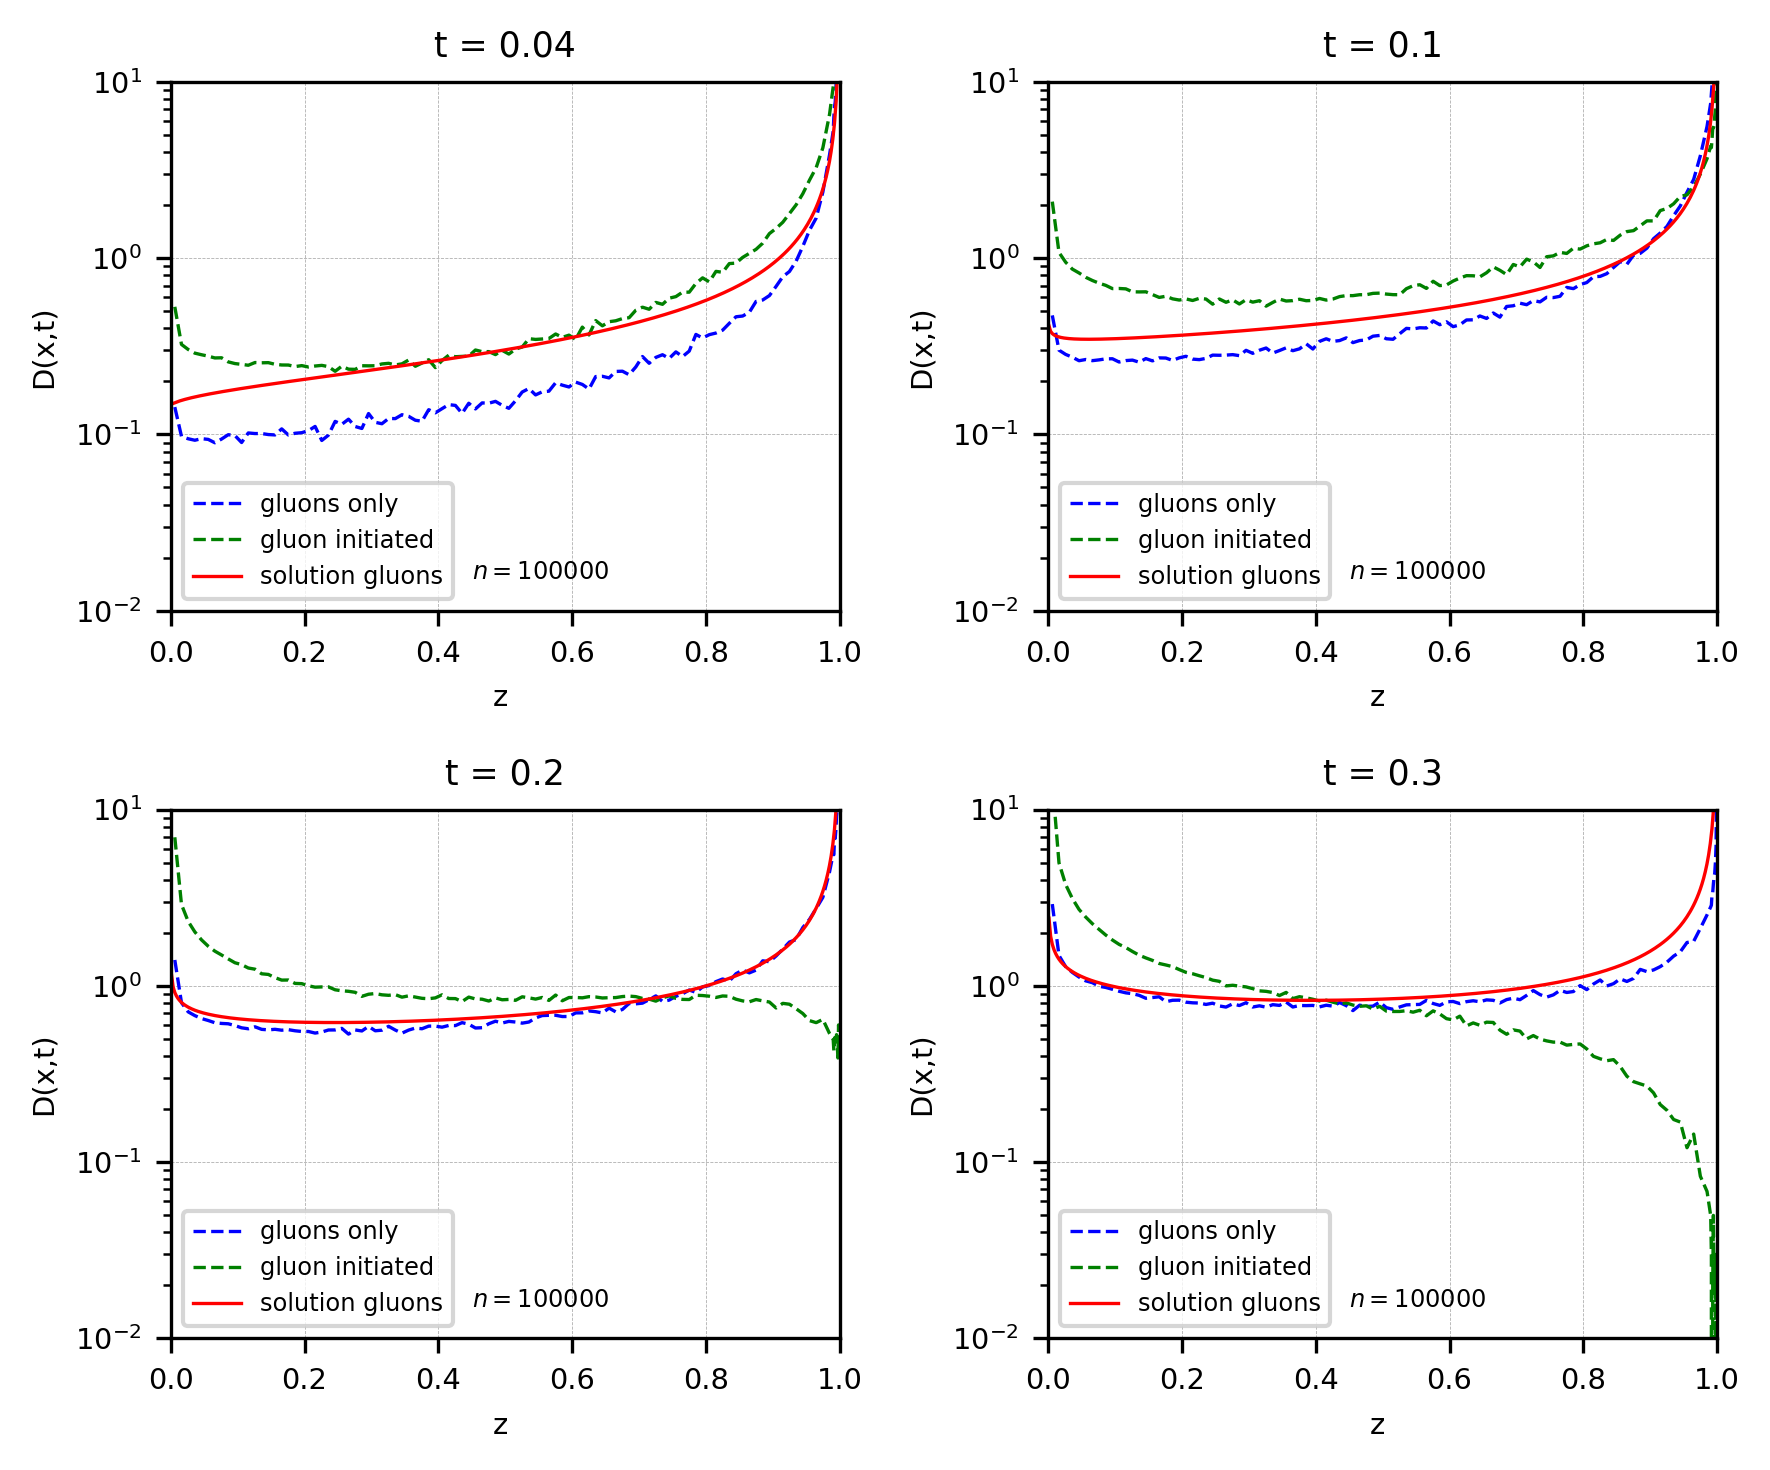 t = 0.04
D(x,t)
10¹
10⁰
10⁻¹
10⁻²
gluons only
gluon initiated
solution gluons
n = 100000
0.0 0.2 0.4 0.6 0.8 1.0
z
t = 0.1
D(x,t)
10¹
10⁰
10⁻¹
10⁻²
gluons only
gluon initiated
solution gluons
n = 100000
0.0 0.2 0.4 0.6 0.8 1.0
z
t = 0.2
D(x,t)
10¹
10⁰
10⁻¹
10⁻²
gluons only
gluon initiated
solution gluons
n = 100000
0.0 0.2 0.4 0.6 0.8 1.0
z
t = 0.3
D(x,t)
10¹
10⁰
10⁻¹
10⁻²
gluons only
gluon initiated
solution gluons
n = 100000
0.0 0.2 0.4 0.6 0.8 1.0
z